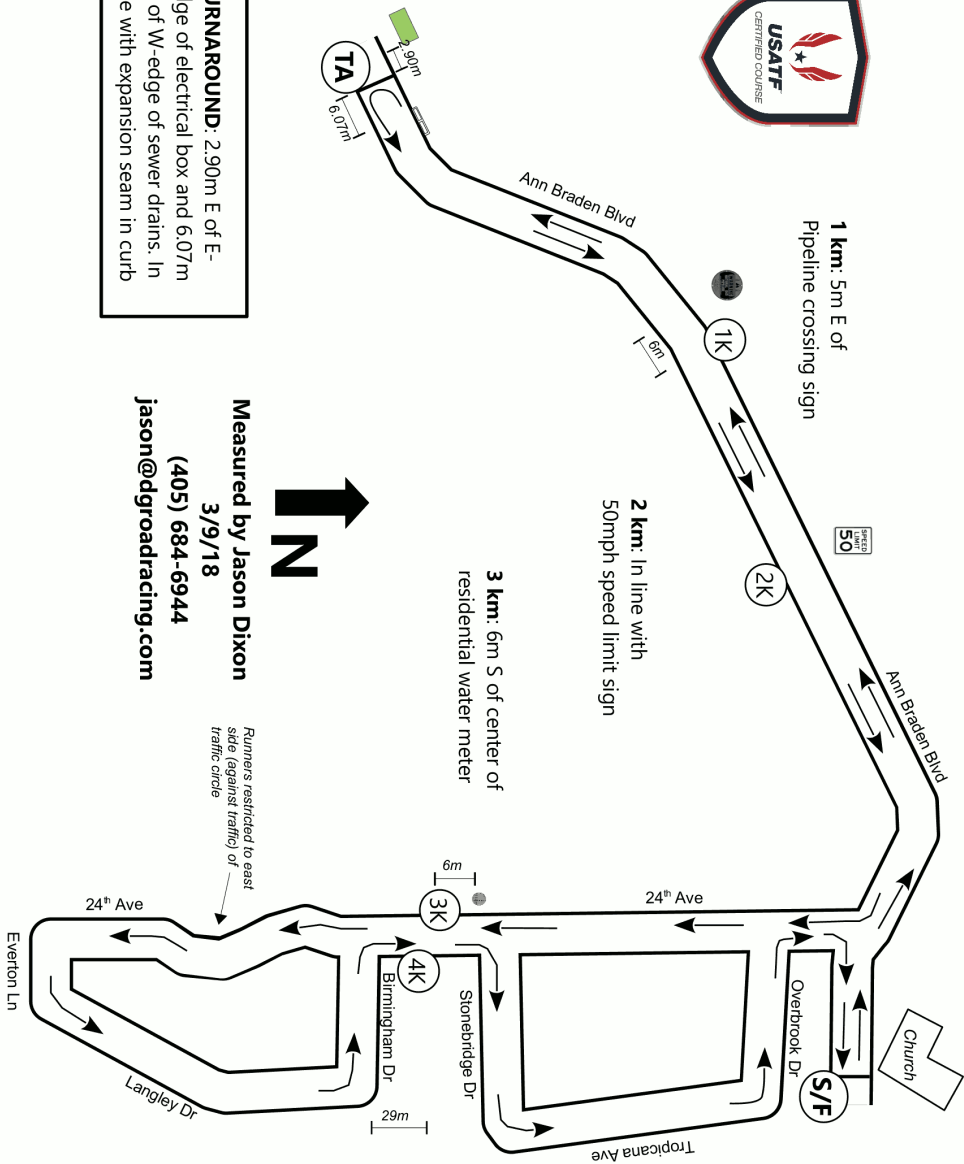 USATF
CERTIFIED COURSE
URNAROUND: 2.90m E of E-
dge of electrical box and 6.07m
of W-edge of sewer drains. In
e with expansion seam in curb
TA
2.90m
6.07m
Ann Braden Blvd
1 km: 5m E of
Pipeline crossing sign
1K
6m
2 km: In line with
50mph speed limit sign
SPEED
LIMIT
50
2K
3 km: 6m S of center of
residential water meter
N
Measured by Jason Dixon
3/9/18
(405) 684-6944
jason@dgroadracing.com
Ann Braden Blvd
Runners restricted to east
side (against traffic) of
traffic circle
6m
3K
24th Ave
24th Ave
4K
Everton Ln
Langley Dr
Birmingham Dr
29m
Stonebridge Dr
Tropicana Ave
Overbrook Dr
S/F
Church